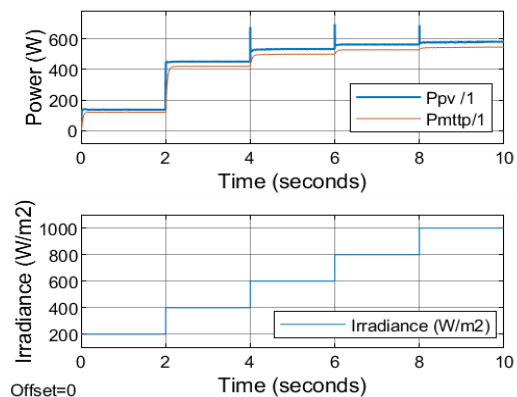 Power (W)
600
400
200
0
Ppv /1
Pmttp/1
0 2 4 6 8 10
Time (seconds)
Irradiance (W/m2)
1000
800
600
400
200
Irradiance (W/m2)
0 2 4 6 8 10
Time (seconds)
Offset=0